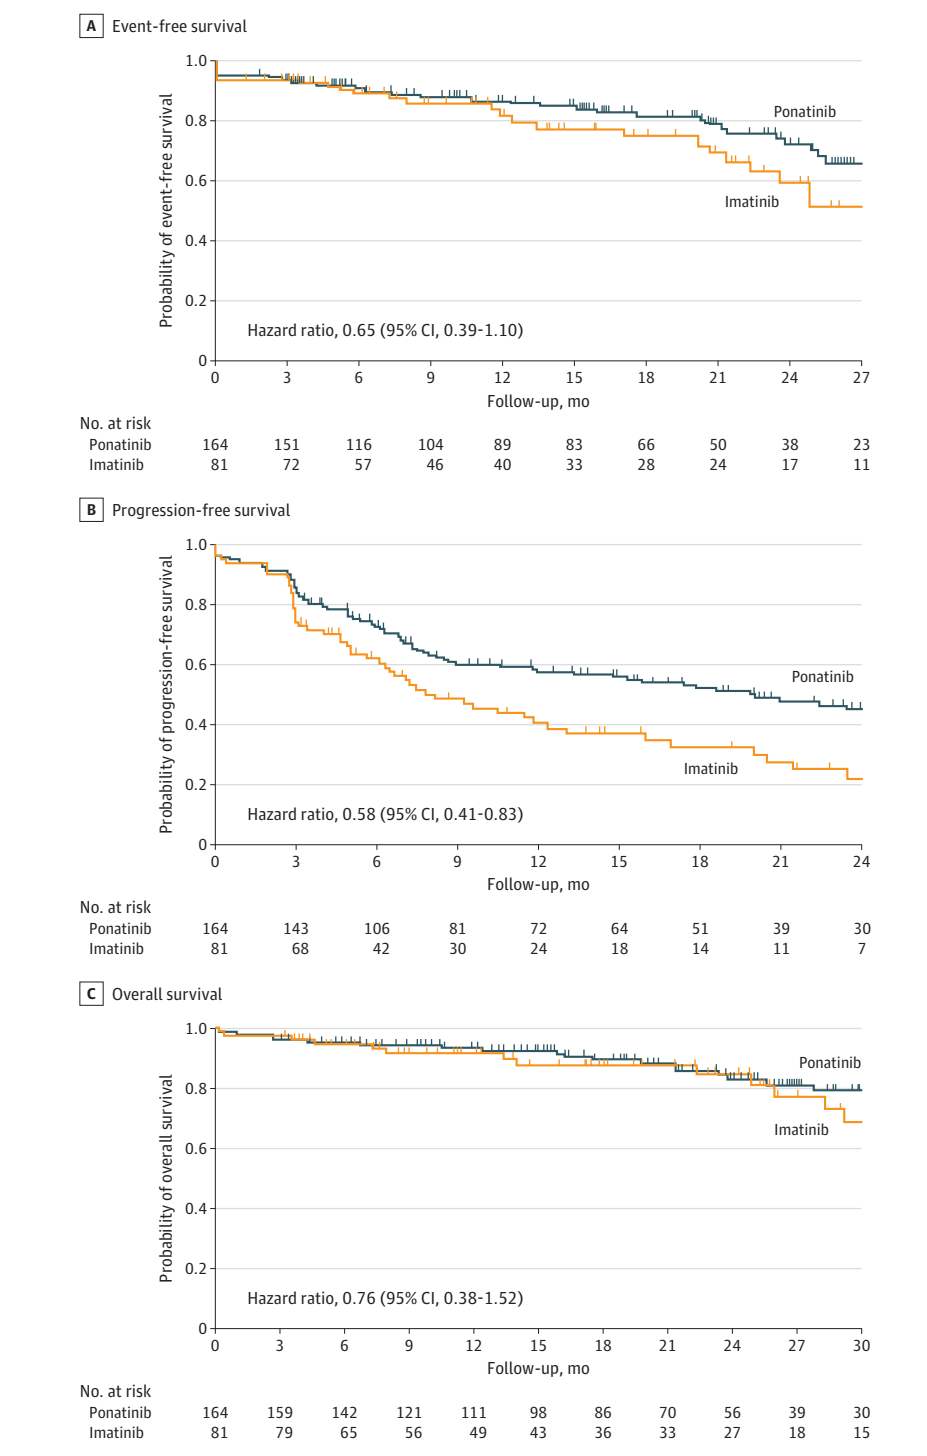 A Event-free survival
1.0
0.8
0.6
0.4
0.2
0
Probability of event-free survival
Ponatinib
Imatinib
Hazard ratio, 0.65 (95% CI, 0.39-1.10)
0 3 6 9 12 15 18 21 24 27
Follow-up, mo
No. at risk
Ponatinib 164 151 116 104 89 83 66 50 38 23
Imatinib 81 72 57 46 40 33 28 24 17 11
B Progression-free survival
1.0
0.8
0.6
0.4
0.2
0
Probability of progression-free survival
Ponatinib
Imatinib
Hazard ratio, 0.58 (95% CI, 0.41-0.83)
0 3 6 9 12 15 18 21 24
Follow-up, mo
No. at risk
Ponatinib 164 143 106 81 72 64 51 39 30
Imatinib 81 68 42 30 24 18 14 11 7
C Overall survival
1.0
0.8
0.6
0.4
0.2
0
Probability of overall survival
Ponatinib
Imatinib
Hazard ratio, 0.76 (95% CI, 0.38-1.52)
0 3 6 9 12 15 18 21 24 27 30
Follow-up, mo
No. at risk
Ponatinib 164 159 142 121 111 98 86 70 56 39 30
Imatinib 81 79 65 56 49 43 36 33 27 18 15